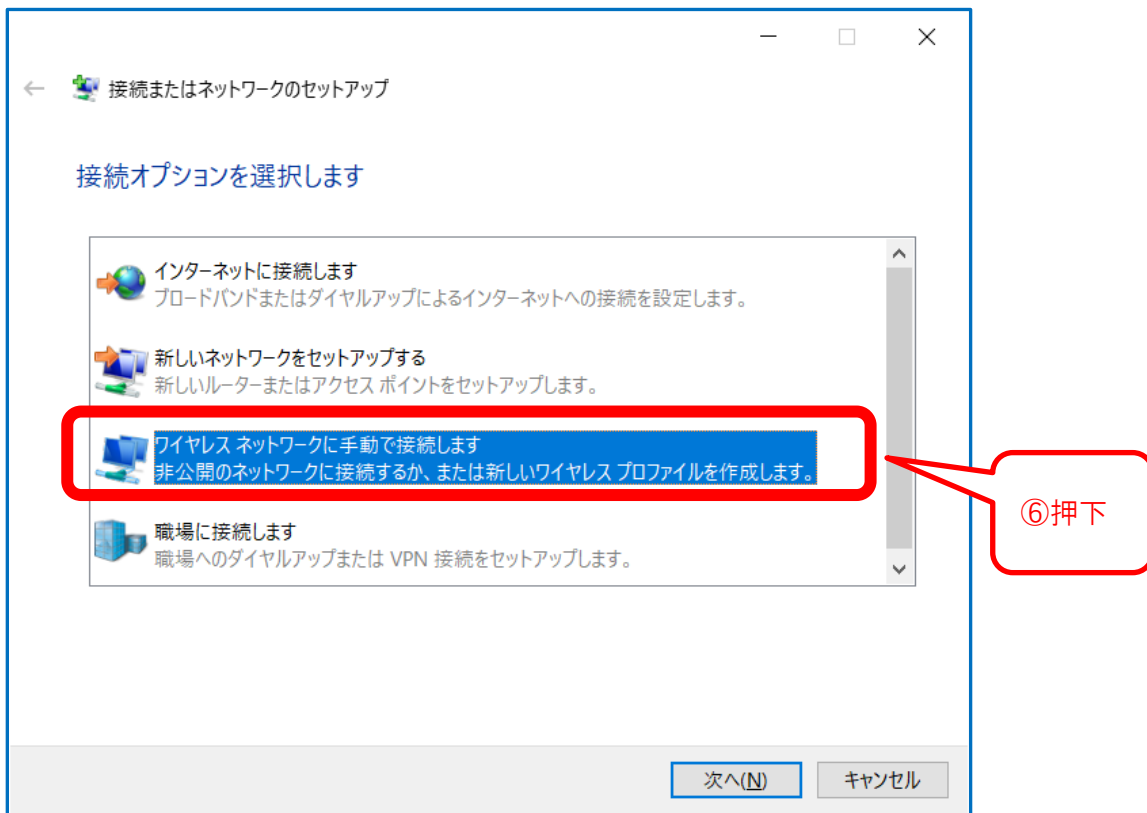 接続またはネットワークのセットアップ
接続オプションを選択します
インターネットに接続します
ブロードバンドまたはダイヤルアップによるインターネットへの接続を設定します。
新しいネットワークをセットアップする
新しいルーターまたはアクセス ポイントをセットアップします。
ワイヤレス ネットワークに手動で接続します
非公開のネットワークに接続するか、または新しいワイヤレス プロファイルを作成します。
⑥押下
職場に接続します
職場へのダイヤルアップまたは VPN 接続をセットアップします。
次へ(N)
キャンセル